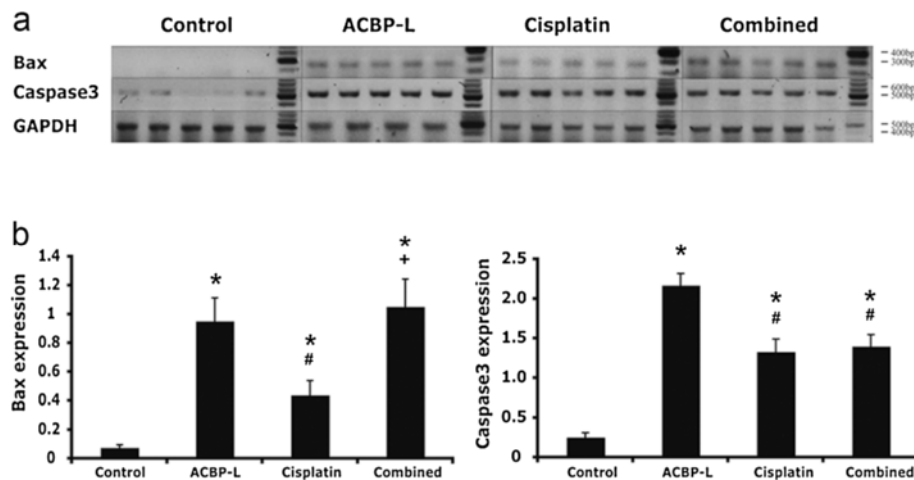 a
Control ACBP-L Cisplatin Combined
Bax
Caspase3
GAPDH
400bp
300bp
600bp
500bp
500bp
400bp
b
Bax expression
1.4
1.2
1
0.8
0.6
0.4
0.2
0
*
*
#
*
+
Control ACBP-L Cisplatin Combined
Caspase3 expression
2.5
2.0
1.5
1.0
0.5
0
*
*
#
*
#
Control ACBP-L Cisplatin Combined